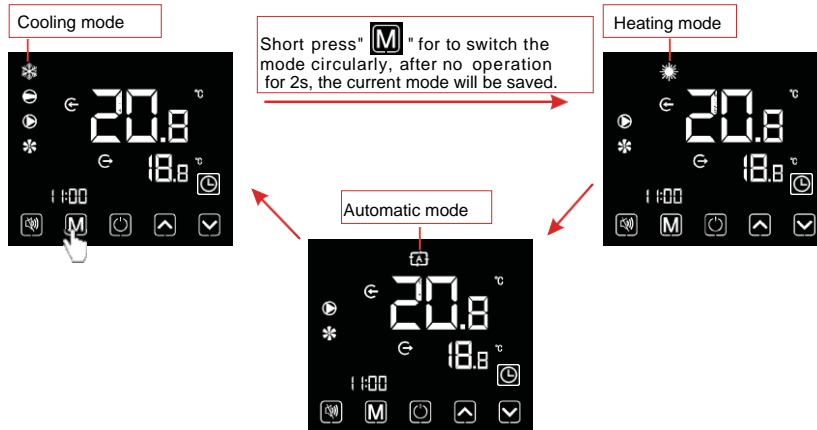 Cooling mode
Short press" M " for to switch the
mode circularly, after no operation
for 2s, the current mode will be saved.
Heating mode
20.8 ℃
18.8 ℃
11:00
M
20.8 ℃
18.8 ℃
11:00
M
Automatic mode
A
20.8 ℃
18.8 ℃
11:00
M